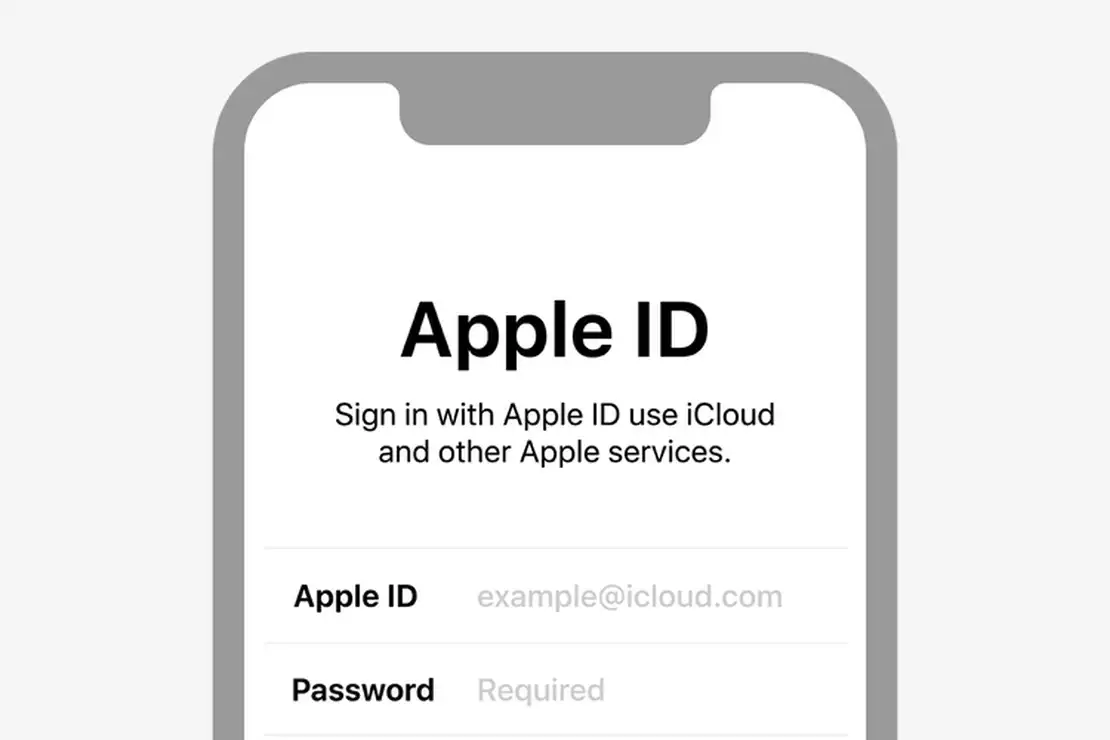 Apple ID
Sign in with Apple ID use iCloud
and other Apple services.
Apple ID example@icloud.com
Password Required